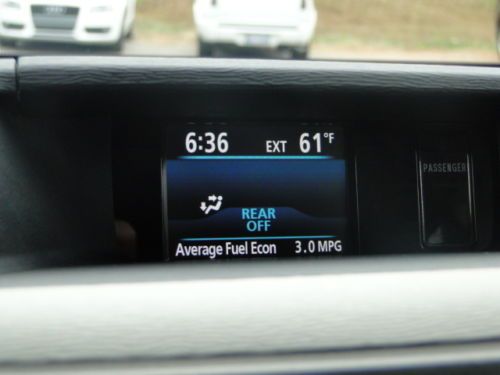 6:36 EXT 61°F
REAR
OFF
Average Fuel Econ 3.0 MPG
PASSENGER